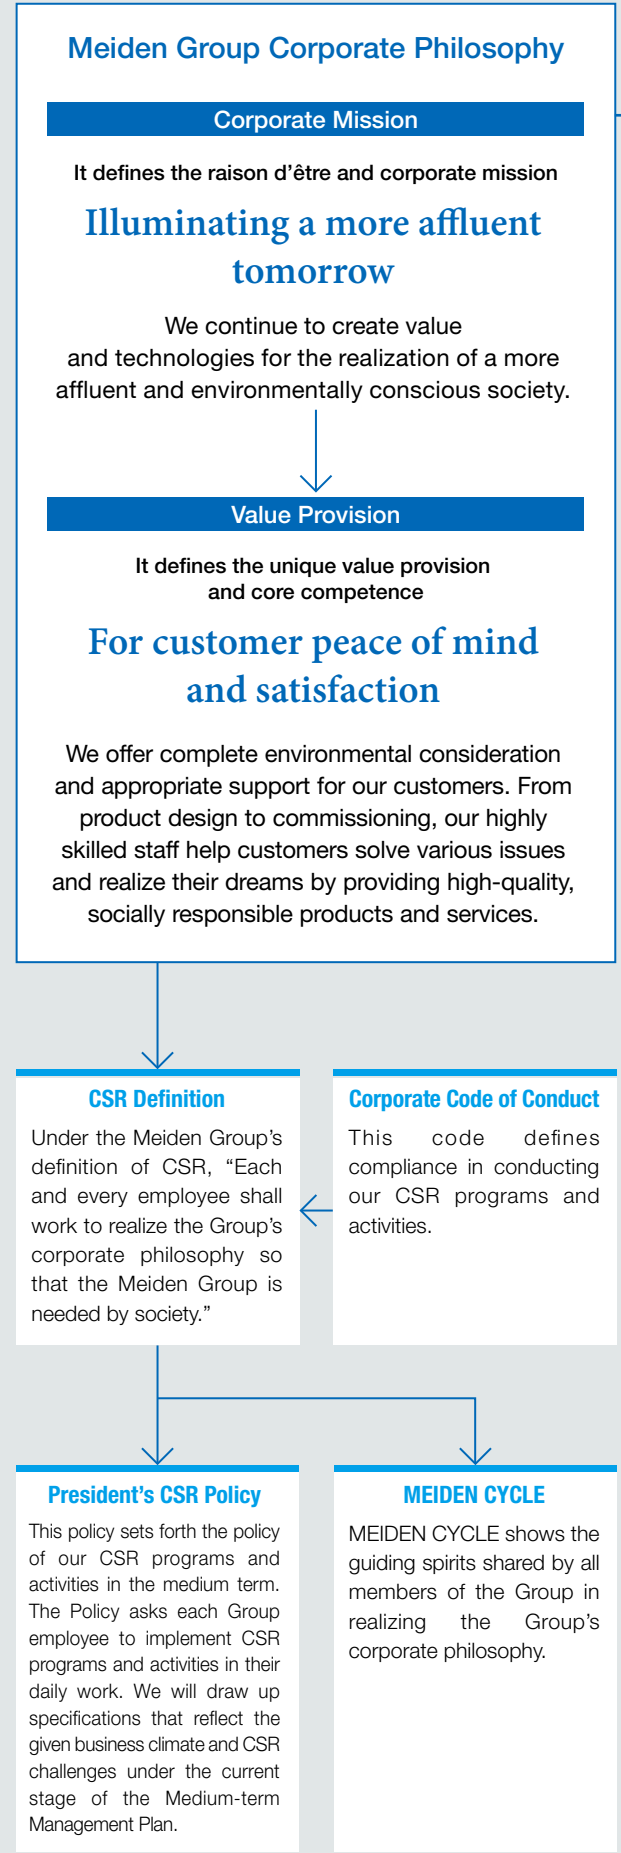 Meiden Group Corporate Philosophy
Corporate Mission
It defines the raison d’être and corporate mission
Illuminating a more affluent
tomorrow
We continue to create value
and technologies for the realization of a more
affluent and environmentally conscious society.
Value Provision
It defines the unique value provision
and core competence
For customer peace of mind
and satisfaction
We offer complete environmental consideration
and appropriate support for our customers. From
product design to commissioning, our highly
skilled staff help customers solve various issues
and realize their dreams by providing high-quality,
socially responsible products and services.
CSR Definition
Under the Meiden Group’s
definition of CSR, “Each
and every employee shall
work to realize the Group’s
corporate philosophy so
that the Meiden Group is
needed by society.”
Corporate Code of Conduct
This code defines
compliance in conducting
our CSR programs and
activities.
President’s CSR Policy
This policy sets forth the policy
of our CSR programs and
activities in the medium term.
The Policy asks each Group
employee to implement CSR
programs and activities in their
daily work. We will draw up
specifications that reflect the
given business climate and CSR
challenges under the current
stage of the Medium-term
Management Plan.
MEIDEN CYCLE
MEIDEN CYCLE shows the
guiding spirits shared by all
members of the Group in
realizing the Group’s
corporate philosophy.